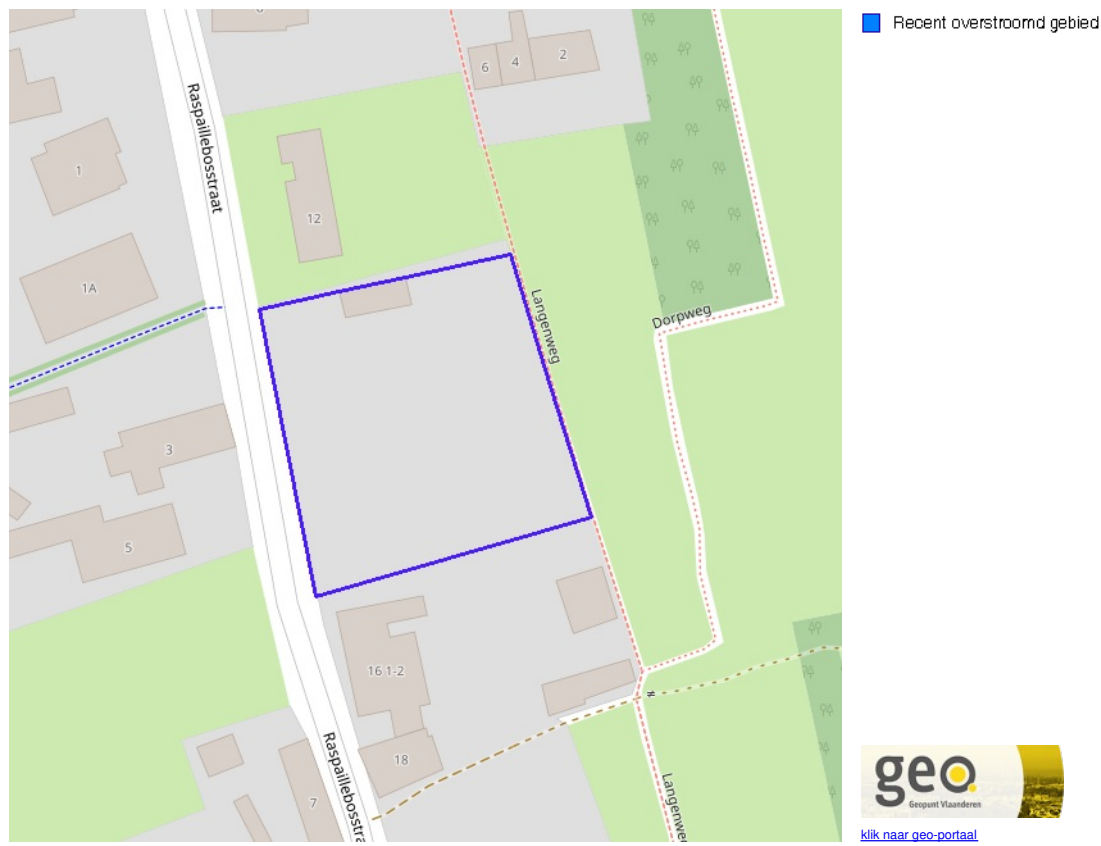 Recent overstroomd gebied
6
4
2
Raspaillebosstraat
1
12
1A
Langenweg
Dorpweg
3
5
16 1-2
18
7
Raspaillebosstra
Langenweg
geo
Geopunt Vlaanderen
klik naar geo-portaal